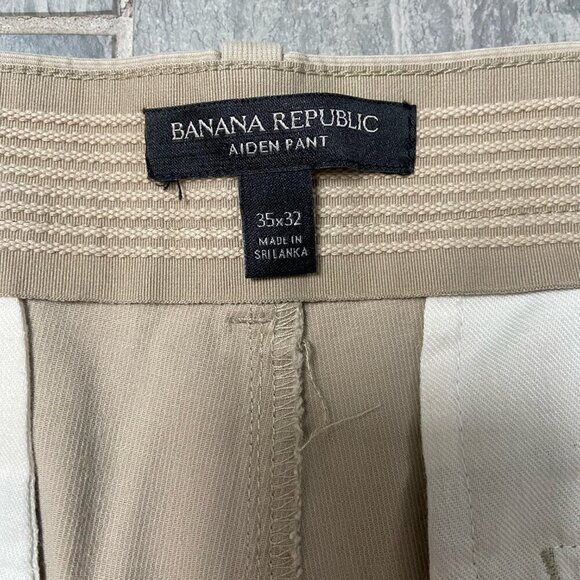 BANANA REPUBLIC
AIDEN PANT
35x32
MADE IN
SRI LANKA